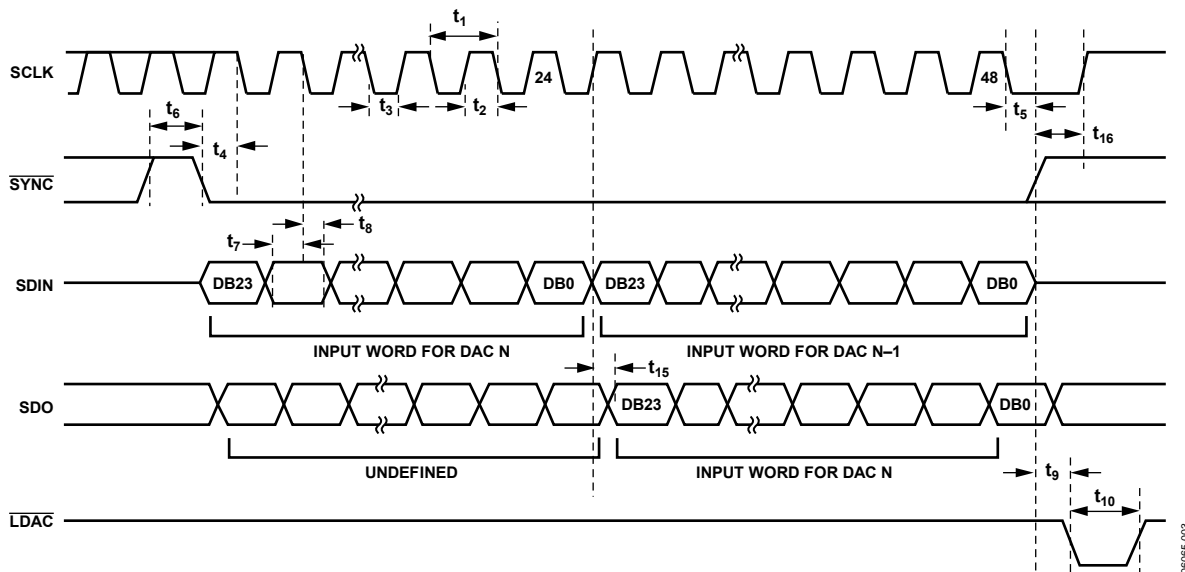 t1
SCLK
24
48
t3
t2
t5
t6
t4
t16
SYNC
t8
t7
SDIN
DB23
DB0
DB23
DB0
INPUT WORD FOR DAC N
INPUT WORD FOR DAC N–1
t15
SDO
DB23
DB0
UNDEFINED
INPUT WORD FOR DAC N
t9
t10
LDAC
06065-003